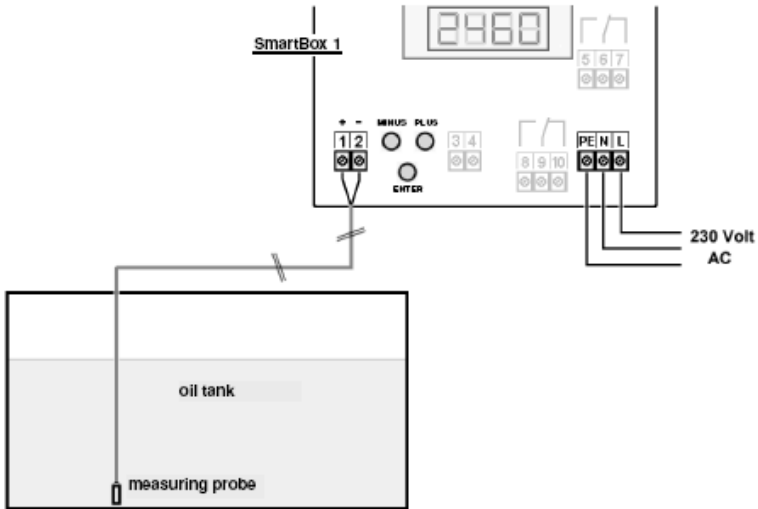 2460
SmartBox 1
5 6 7
+ -
MINUS PLUS
1 2
3 4
PE N L
8 9 10
ENTER
230 Volt
AC
oil tank
measuring probe